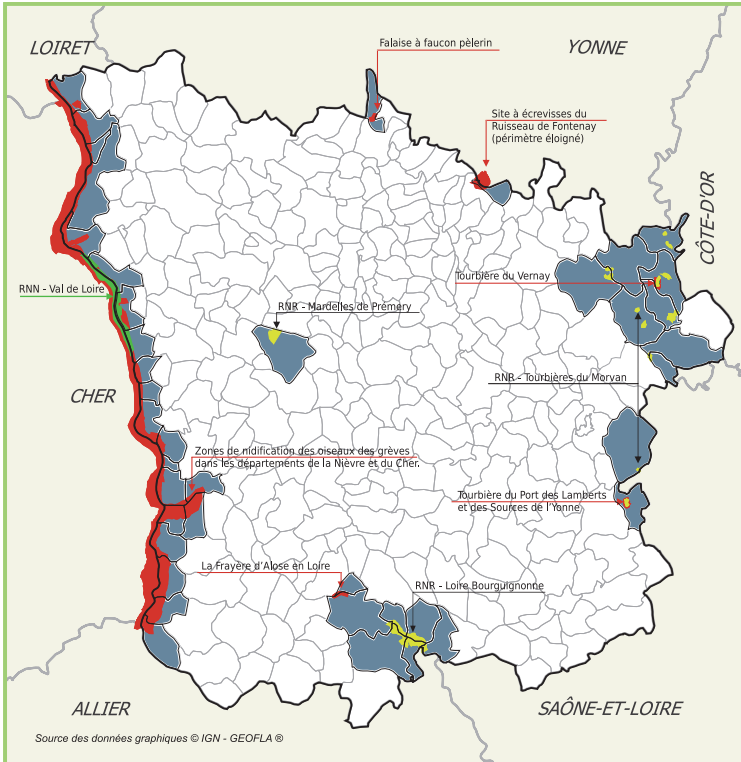 LOIRET
YONNE
Falaise à faucon pèlerin
Site à écrevisses du
Ruisseau de Fontenay
(périmètre éloigné)
CÔTE-D'OR
Tourbière du Vernay
RNN - Val de Loire
RNR - Mardelles de Prémery
RNR - Tourbières du Morvan
CHER
Zones de nidification des oiseaux des grèves
dans les départements de la Nièvre et du Cher.
Tourbière du Port des Lamberts
et des Sources de l'Yonne
La Frayère d'Alose en Loire
RNR - Loire Bourguignonne
ALLIER
SAÔNE-ET-LOIRE
Source des données graphiques © IGN - GEOFLA ®